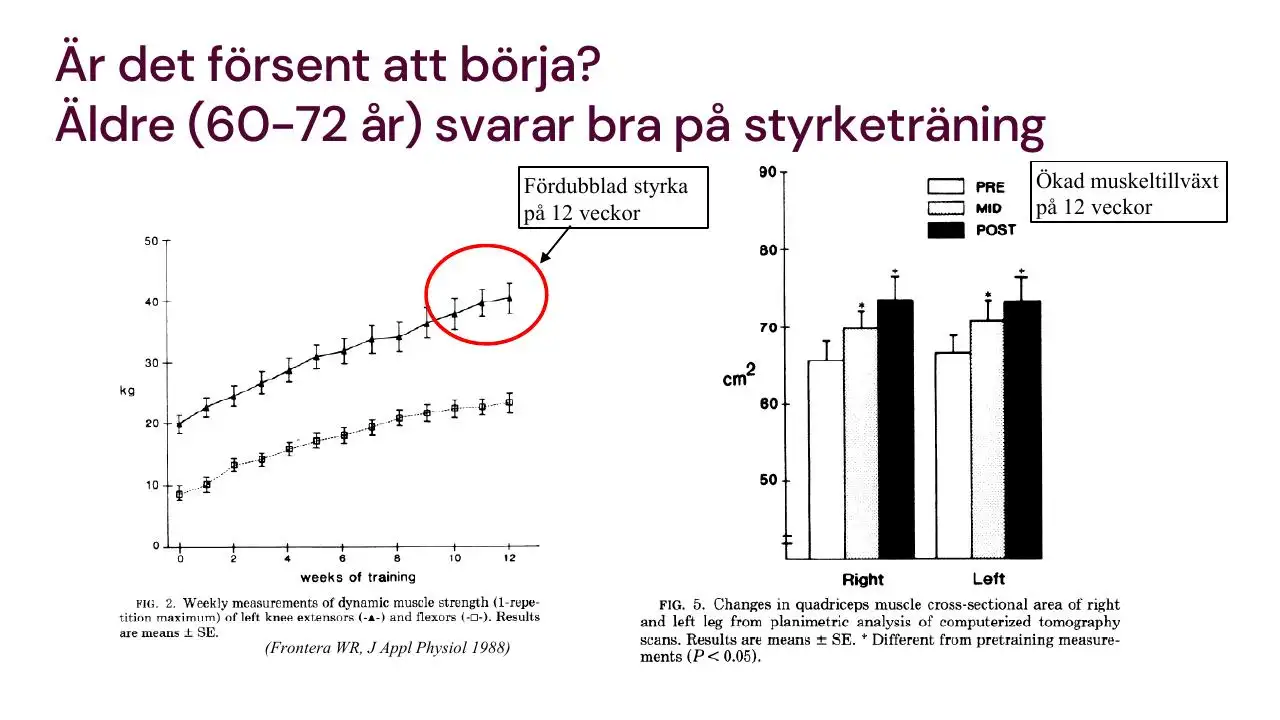 Är det försent att börja?
Äldre (60-72 år) svarar bra på styrketräning
Fördubblad styrka
på 12 veckor
50
40
30
kg
20
10
0
0 2 4 6 8 10 12
weeks of training
FIG. 2. Weekly measurements of dynamic muscle strength (1-repe-
tition maximum) of left knee extensors (-▲-) and flexors (-□-). Results
are means ± SE.
(Frontera WR, J Appl Physiol 1988)
90
PRE
MID
POST
Ökad muskeltillväxt
på 12 veckor
80
* *
* *
70
cm2
60
50
Right Left
FIG. 5. Changes in quadriceps muscle cross-sectional area of right
and left leg from planimetric analysis of computerized tomography
scans. Results are means ± SE. * Different from pretraining measure-
ments (P < 0.05).